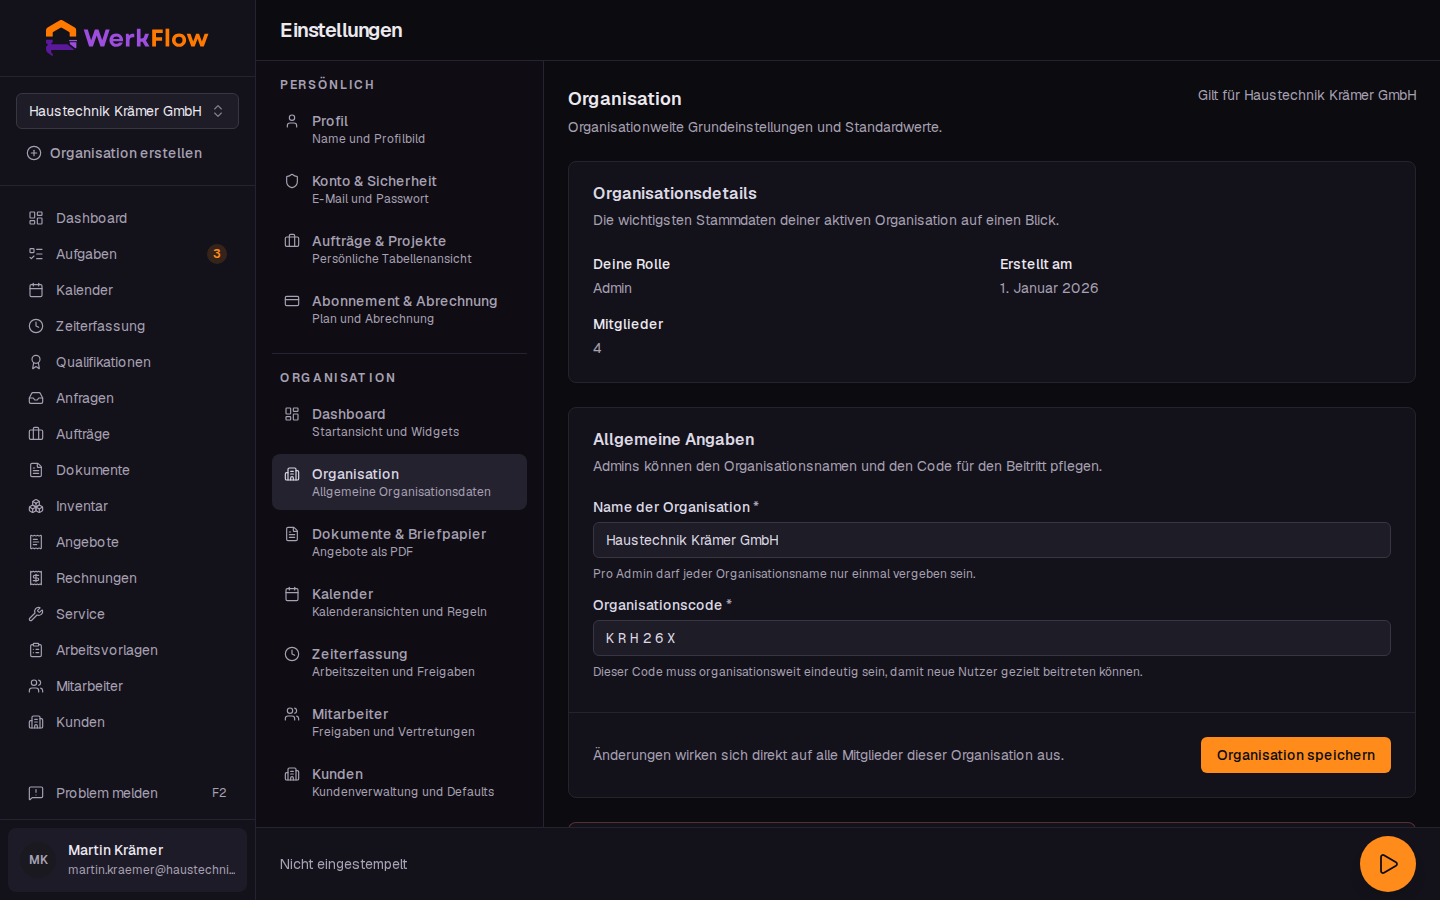 WerkFlow
Haustechnik Krämer GmbH
Organisation erstellen
Dashboard
Aufgaben 3
Kalender
Zeiterfassung
Qualifikationen
Anfragen
Aufträge
Dokumente
Inventar
Angebote
Rechnungen
Service
Arbeitsvorlagen
Mitarbeiter
Kunden
Problem melden F2
MK
Martin Krämer
martin.kraemer@haustechni...
Einstellungen
PERSÖNLICH
Profil
Name und Profilbild
Konto & Sicherheit
E-Mail und Passwort
Aufträge & Projekte
Persönliche Tabellenansicht
Abonnement & Abrechnung
Plan und Abrechnung
ORGANISATION
Dashboard
Startansicht und Widgets
Organisation
Allgemeine Organisationsdaten
Dokumente & Briefpapier
Angebote als PDF
Kalender
Kalenderansichten und Regeln
Zeiterfassung
Arbeitszeiten und Freigaben
Mitarbeiter
Freigaben und Vertretungen
Kunden
Kundenverwaltung und Defaults
Organisation
Gilt für Haustechnik Krämer GmbH
Organisationweite Grundeinstellungen und Standardwerte.
Organisationsdetails
Die wichtigsten Stammdaten deiner aktiven Organisation auf einen Blick.
Deine Rolle
Admin
Erstellt am
1. Januar 2026
Mitglieder
4
Allgemeine Angaben
Admins können den Organisationsnamen und den Code für den Beitritt pflegen.
Name der Organisation *
Haustechnik Krämer GmbH
Pro Admin darf jeder Organisationsname nur einmal vergeben sein.
Organisationscode *
KRH26X
Dieser Code muss organisationsweit eindeutig sein, damit neue Nutzer gezielt beitreten können.
Änderungen wirken sich direkt auf alle Mitglieder dieser Organisation aus.
Organisation speichern
Nicht eingestempelt